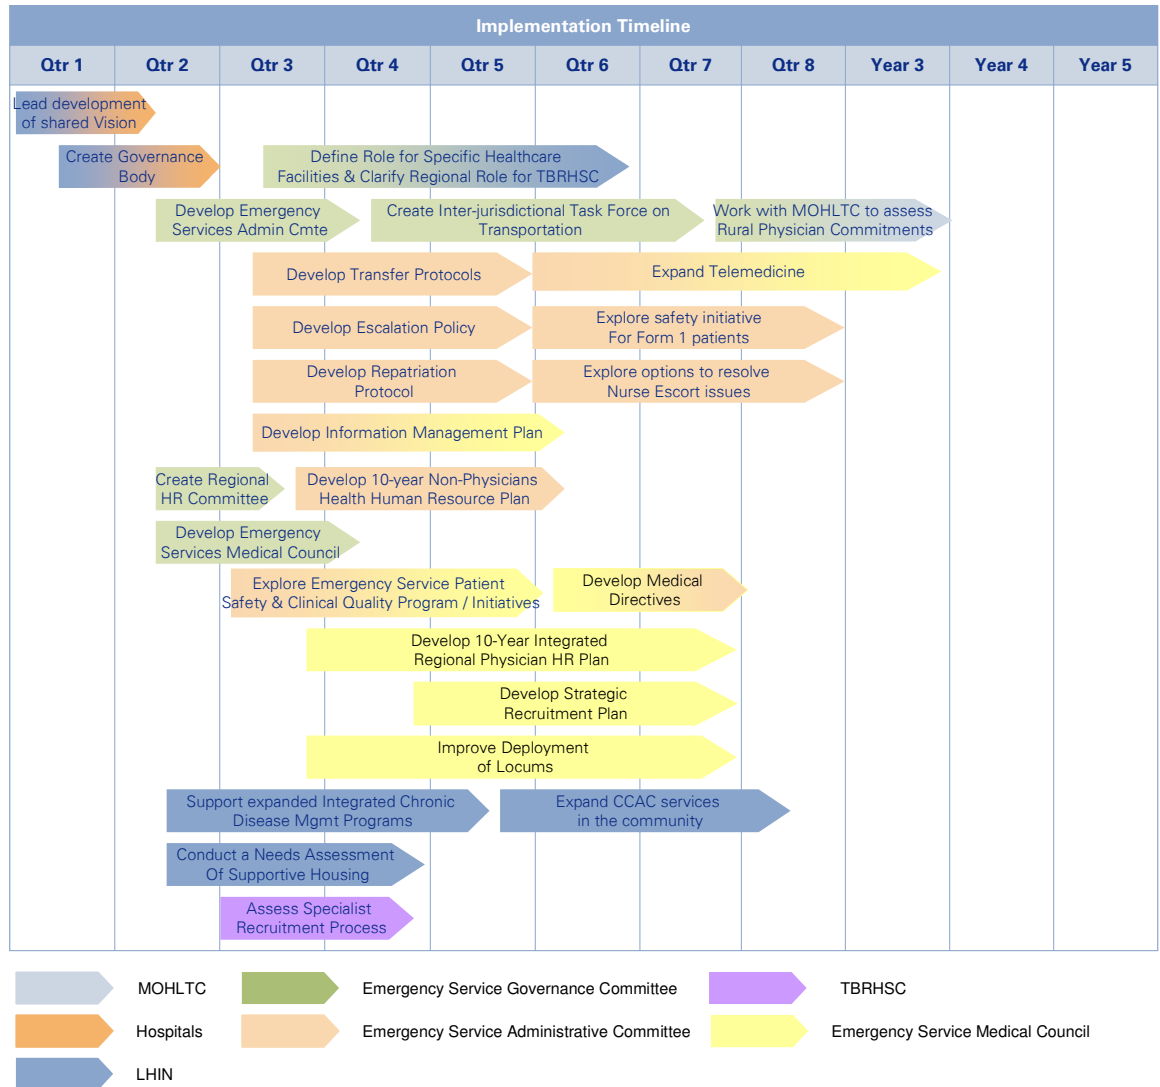 Implementation Timeline
Qtr 1 Qtr 2 Qtr 3 Qtr 4 Qtr 5 Qtr 6 Qtr 7 Qtr 8 Year 3 Year 4 Year 5
Lead development
of shared Vision
Create Governance
Body
Define Role for Specific Healthcare
Facilities & Clarify Regional Role for TBRHSC
Develop Emergency
Services Admin Cmte
Create Inter-jurisdictional Task Force on
Transportation
Work with MOHLTC to assess
Rural Physician Commitments
Develop Transfer Protocols
Expand Telemedicine
Develop Escalation Policy
Explore safety initiative
For Form 1 patients
Develop Repatriation
Protocol
Explore options to resolve
Nurse Escort issues
Develop Information Management Plan
Create Regional
HR Committee
Develop 10-year Non-Physicians
Health Human Resource Plan
Develop Emergency
Services Medical Council
Explore Emergency Service Patient
Safety & Clinical Quality Program / Initiatives
Develop Medical
Directives
Develop 10-Year Integrated
Regional Physician HR Plan
Develop Strategic
Recruitment Plan
Improve Deployment
of Locums
Support expanded Integrated Chronic
Disease Mgmt Programs
Expand CCAC services
in the community
Conduct a Needs Assessment
Of Supportive Housing
Assess Specialist
Recruitment Process
MOHLTC
Emergency Service Governance Committee
TBRHSC
Hospitals
Emergency Service Administrative Committee
Emergency Service Medical Council
LHIN